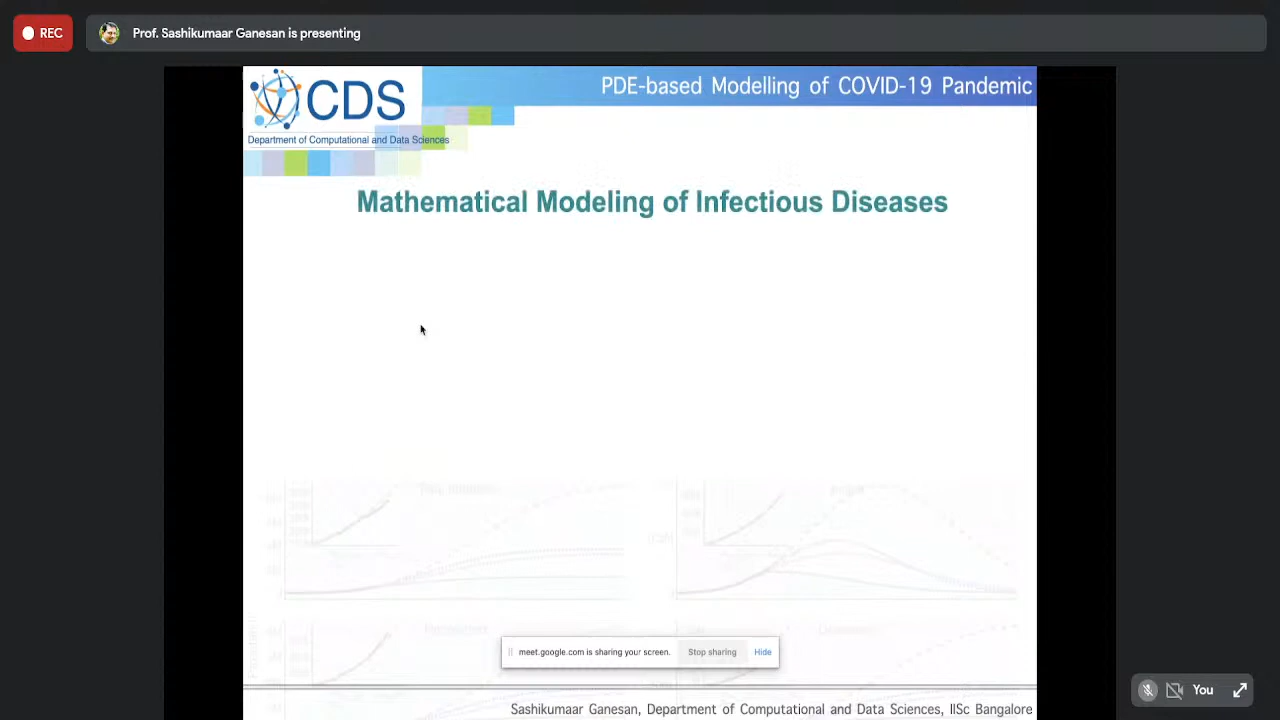 REC
Prof. Sashikumaar Ganesan is presenting
CDS
PDE-based Modelling of COVID-19 Pandemic
Department of Computational and Data Sciences
Mathematical Modeling of Infectious Diseases
meet.google.com is sharing your screen.
Stop sharing
Hide
You
Sashikumaar Ganesan, Department of Computational and Data Sciences, IISc Bangalore